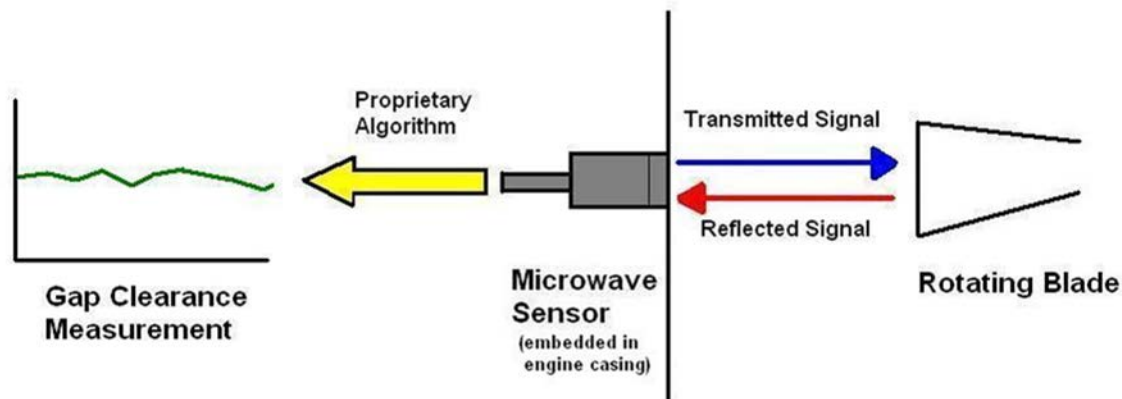 Proprietary
Algorithm
Transmitted Signal
Reflected Signal
Gap Clearance
Measurement
Microwave
Sensor
(embedded in
engine casing)
Rotating Blade